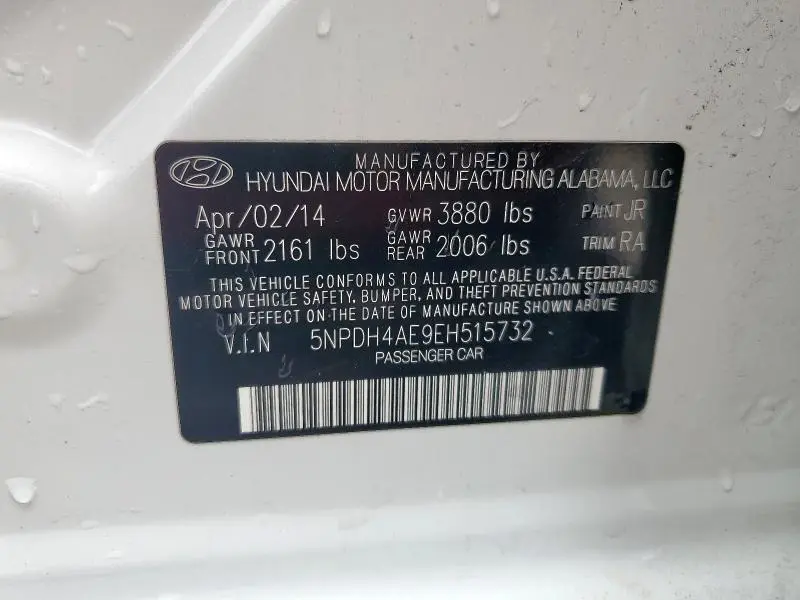 MANUFACTURED BY
HYUNDAI MOTOR MANUFACTURING ALABAMA, LLC
Apr/02/14 GVWR 3880 lbs PAINT JR
GAWR FRONT 2161 lbs GAWR REAR 2006 lbs TRIM RA
THIS VEHICLE CONFORMS TO ALL APPLICABLE U.S.A. FEDERAL
MOTOR VEHICLE SAFETY, BUMPER, AND THEFT PREVENTION STANDARDS
IN EFFECT ON THE DATE OF MANUFACTURE SHOWN ABOVE
V.I.N 5NPDH4AE9EH515732
PASSENGER CAR